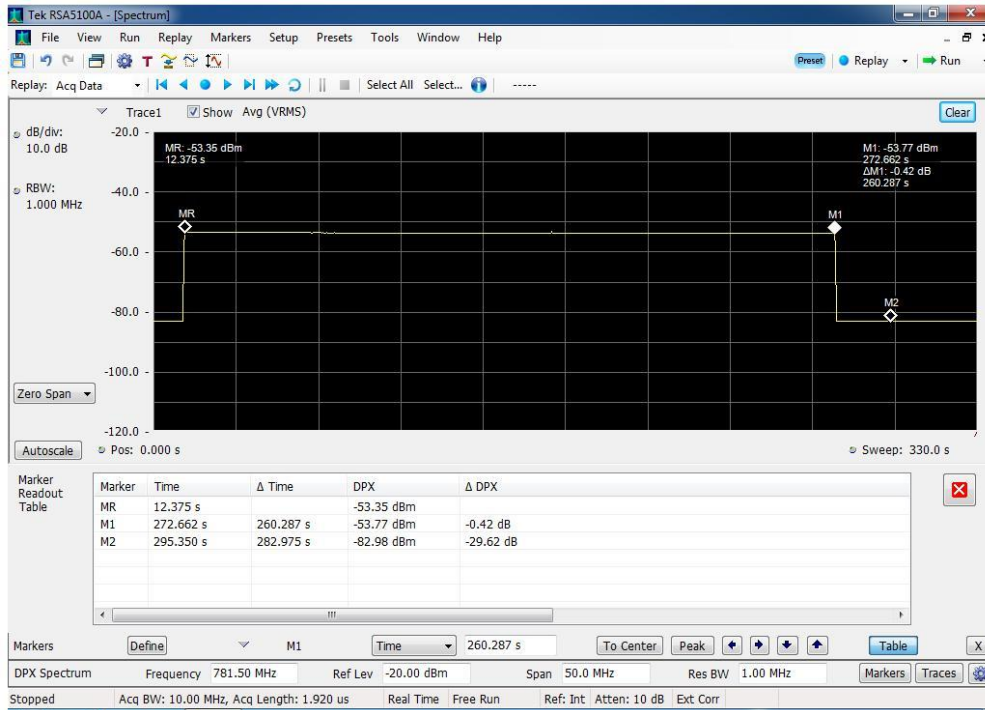 Tek RSA5100A - [Spectrum]
File View Run Replay Markers Setup Presets Tools Window Help
T Preset Replay Run
Replay: Acq Data Select All Select... -----
Trace1 Show Avg (VRMS) Clear
dB/div:
10.0 dB
RBW:
1.000 MHz
-20.0 -
-40.0 -
-60.0 -
-80.0 -
-100.0 -
-120.0 -
MR: -53.35 dBm
12.375 s
M1: -53.77 dBm
272.662 s
ΔM1: -0.42 dB
260.287 s
MR
M1
M2
Zero Span
Autoscale Pos: 0.000 s Sweep: 330.0 s
Marker
Readout
Table
Marker Time Δ Time DPX Δ DPX
MR 12.375 s -53.35 dBm
M1 272.662 s 260.287 s -53.77 dBm -0.42 dB
M2 295.350 s 282.975 s -82.98 dBm -29.62 dB
Markers Define M1 Time 260.287 s To Center Peak Table X
DPX Spectrum Frequency 781.50 MHz Ref Lev -20.00 dBm Span 50.0 MHz Res BW 1.00 MHz Markers Traces
Stopped Acq BW: 10.00 MHz, Acq Length: 1.920 us Real Time Free Run Ref: Int Atten: 10 dB Ext Corr